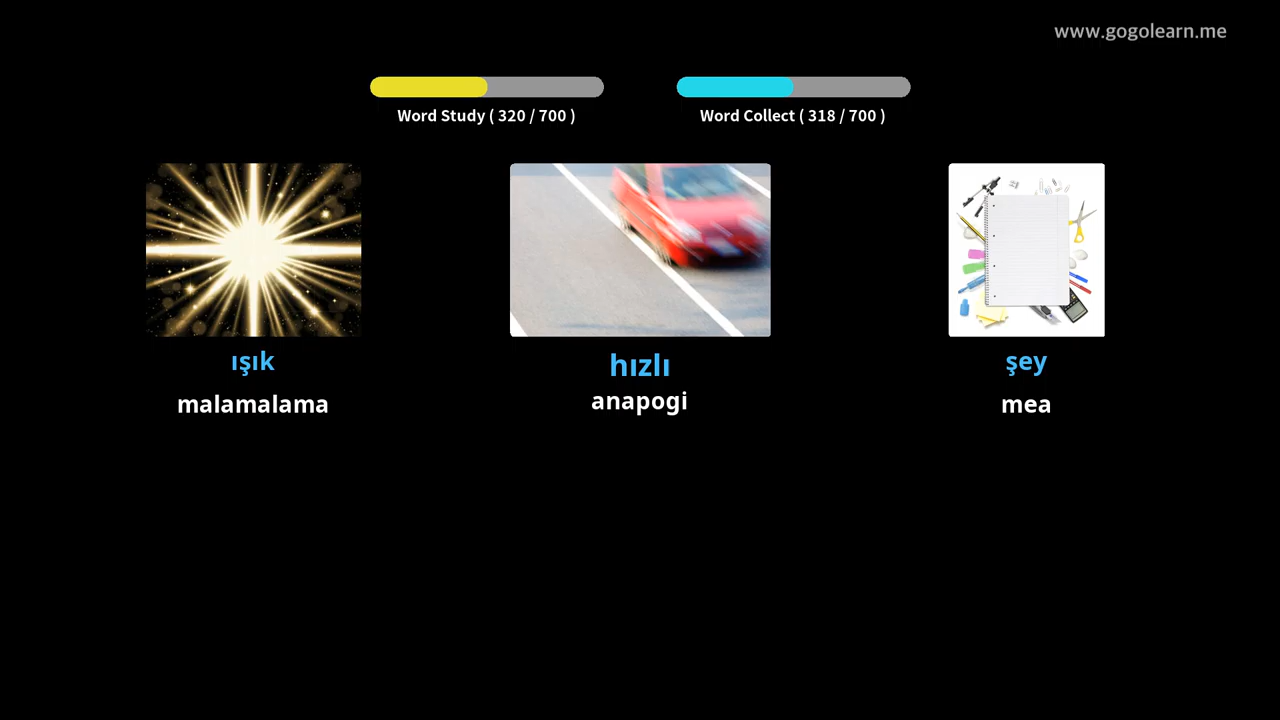 www.gogolearn.me
Word Study ( 320 / 700 )
Word Collect ( 318 / 700 )
ışık
malamalama
hızlı
anapogi
şey
mea